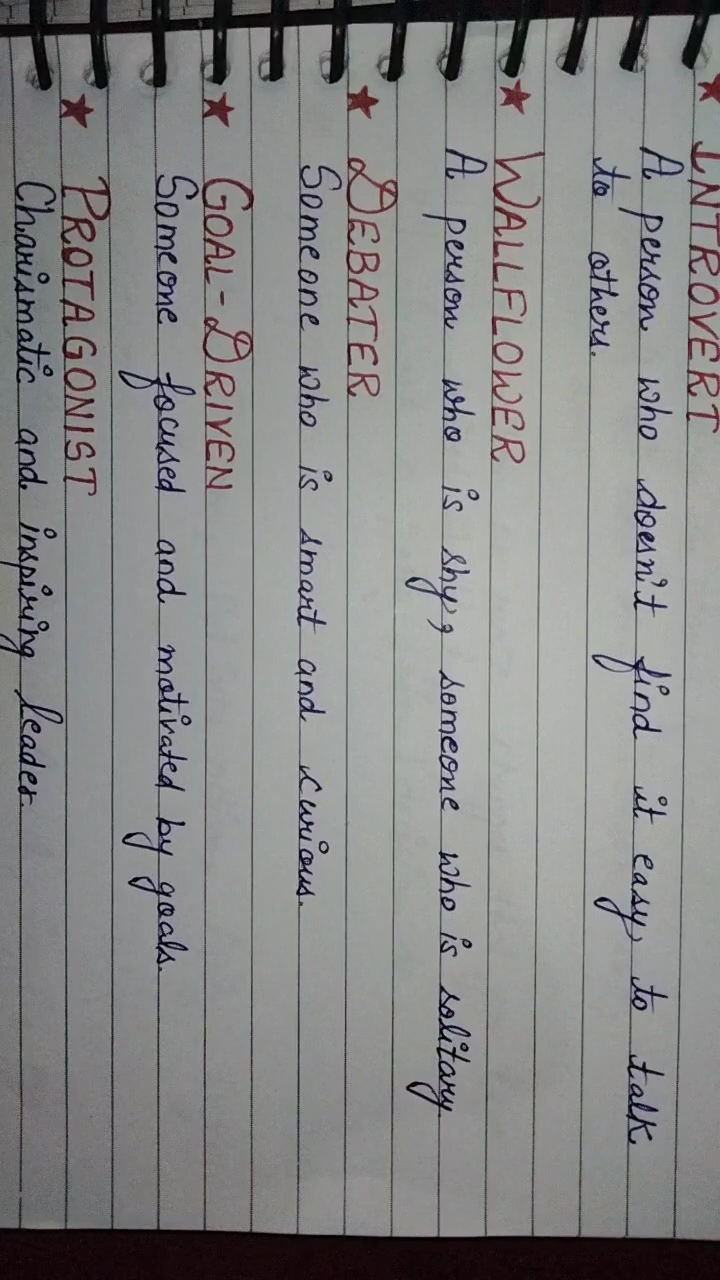 ★ INTROVERT
A person who doesn't find it easy, to talk
to others.
★ WALLFLOWER
A person who is shy, someone who is solitary
★ DEBATER
Someone who is smart and curious.
★ GOAL-DRIVEN
Someone focused and motivated by goals.
★ PROTAGONIST
Charismatic and inspiring leader.